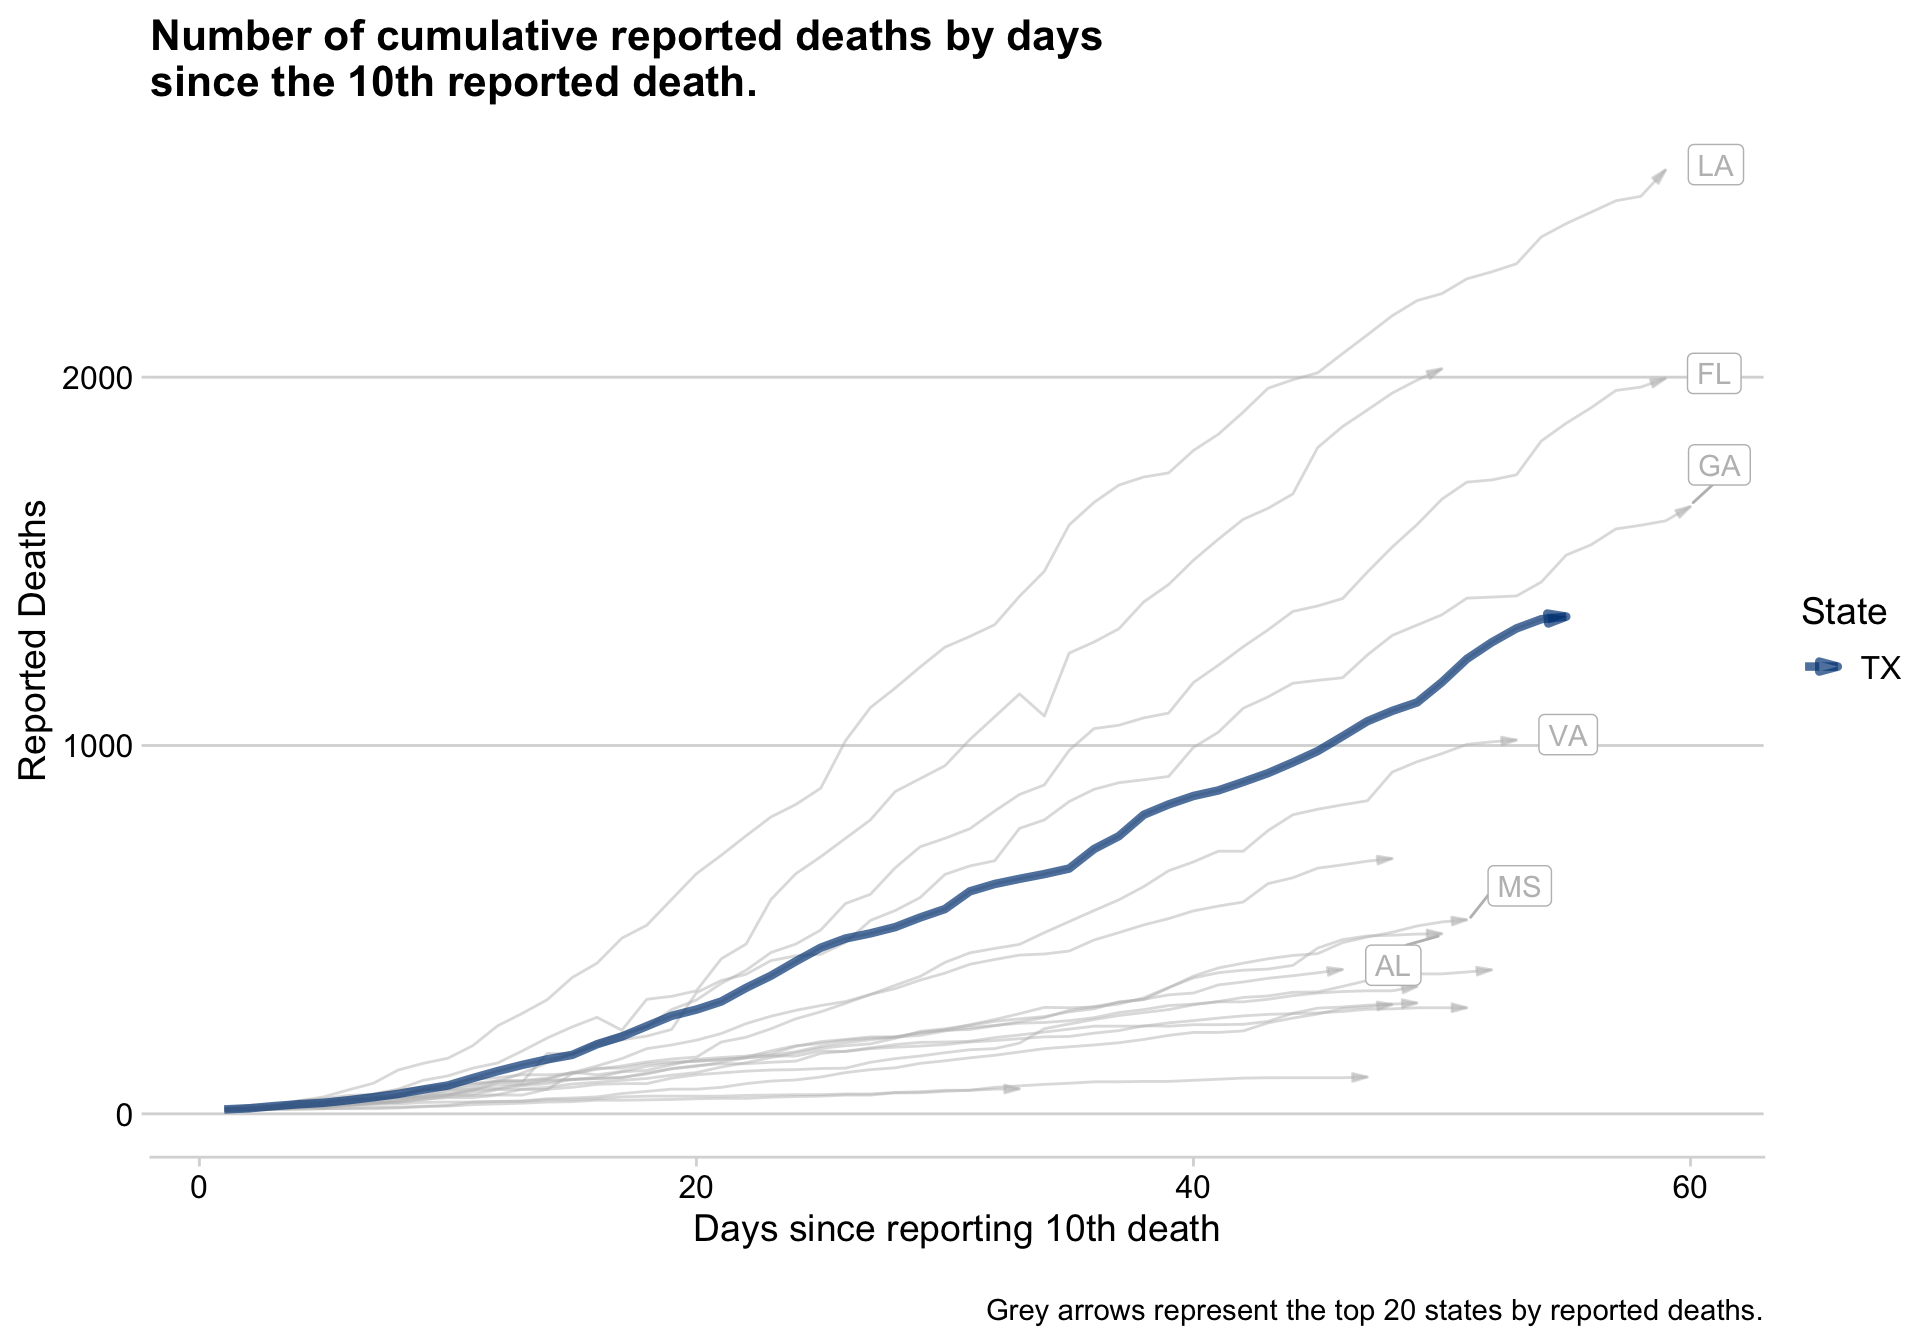 Number of cumulative reported deaths by days
since the 10th reported death.
LA
2000
FL
GA
Reported Deaths
State
TX
1000
VA
MS
AL
0
0 20 40 60
Days since reporting 10th death
Grey arrows represent the top 20 states by reported deaths.